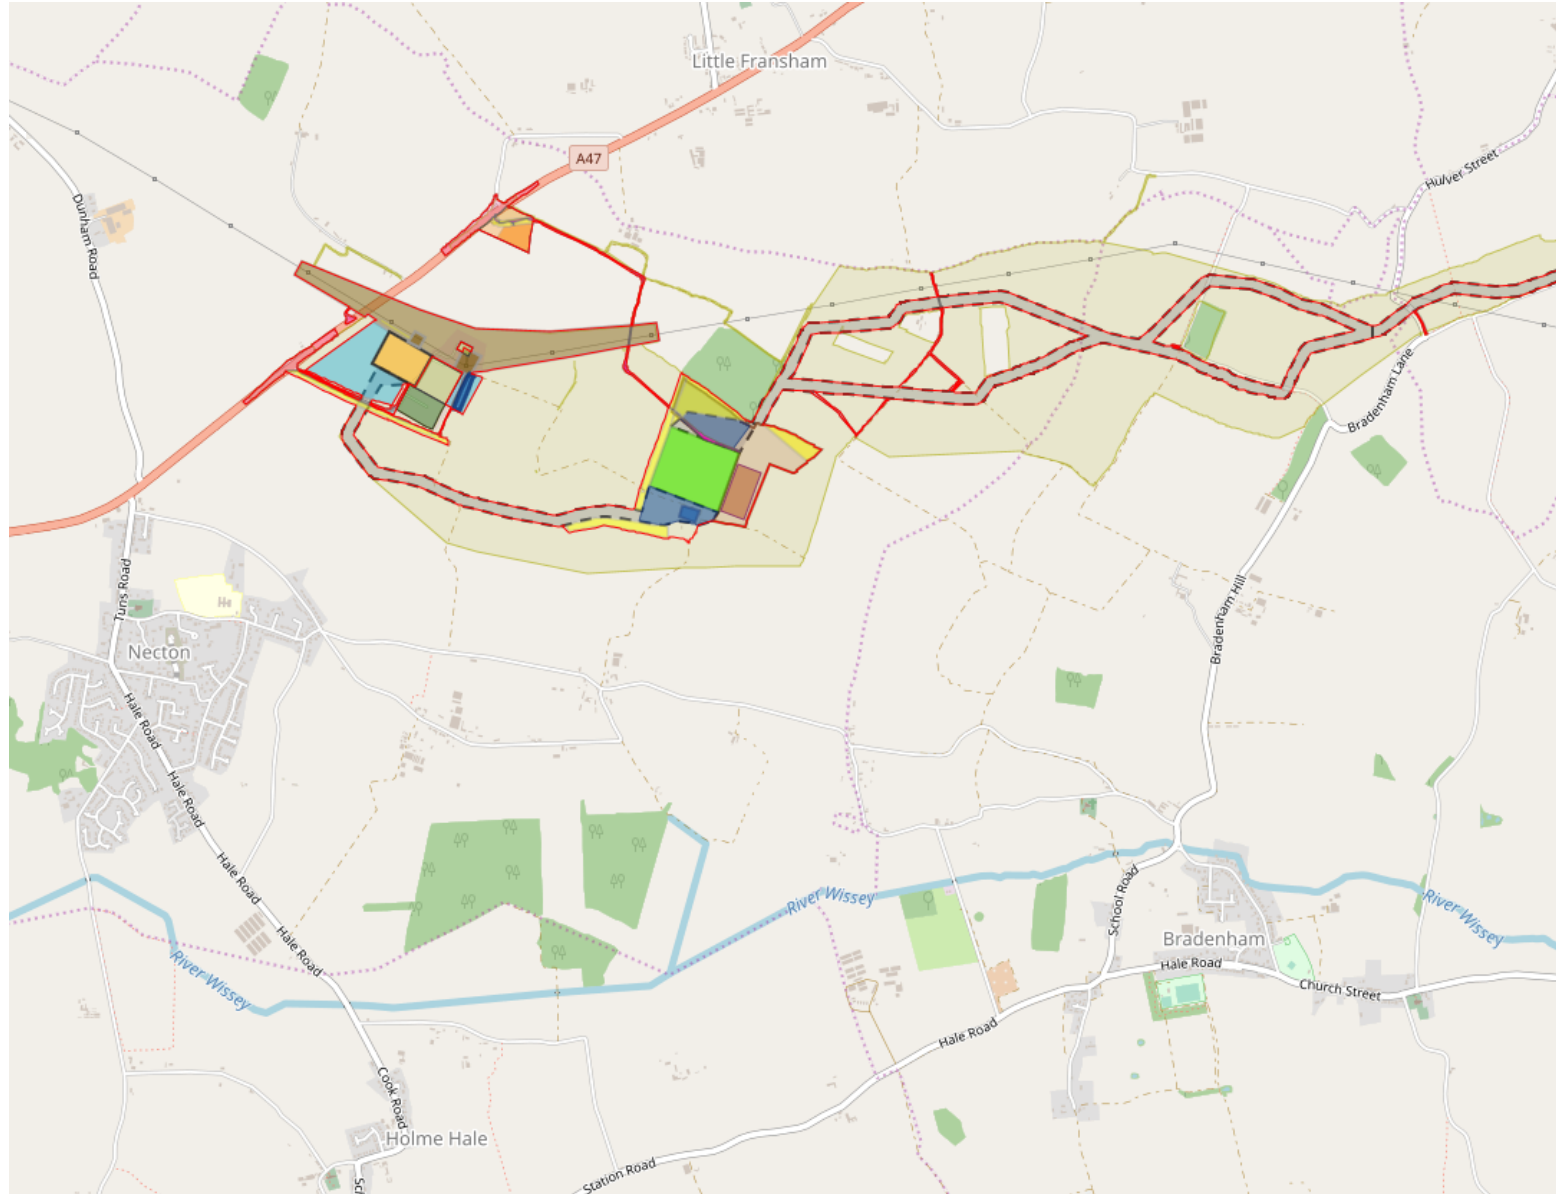 Little Fransham
A47
Hulver Street
Dunham Road
Bradenham Lane
Tuns Road
Necton
Bradenham Hill
Hale Road
Hale Road
Hale Road
Hale Road
River Wissey
River Wissey
River Wissey
School Road
Bradenham
Hale Road
Church Street
Hale Road
Cook Road
Holme Hale
Station Road